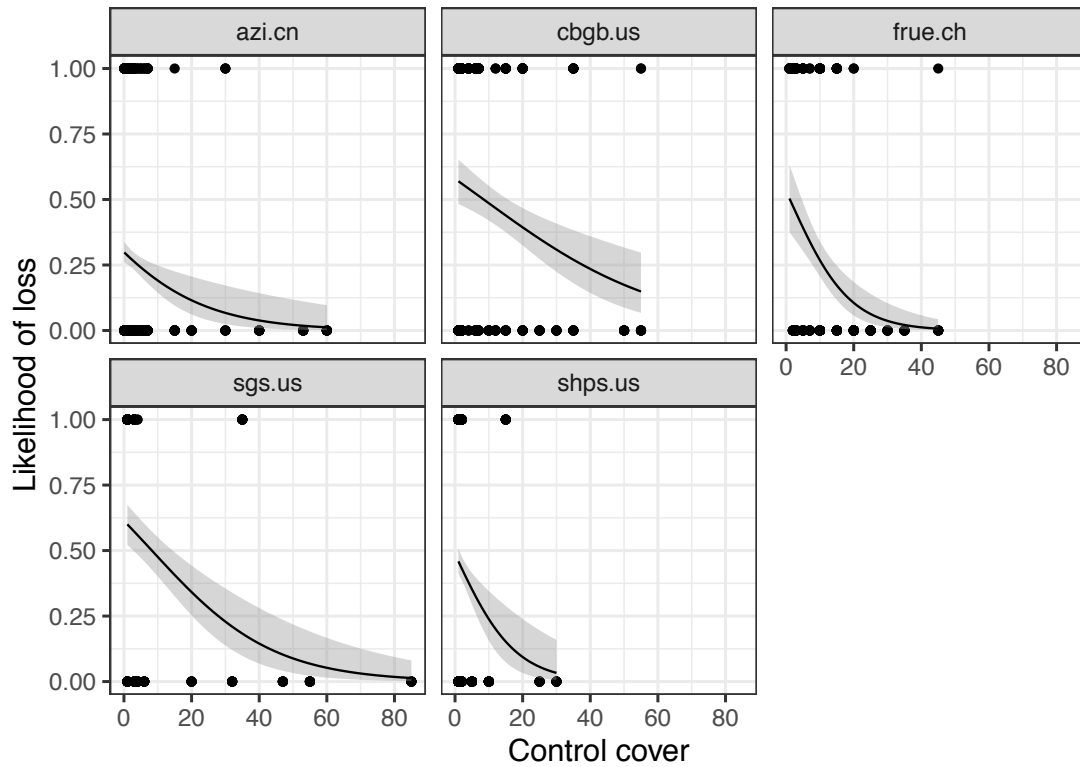 azi.cn cbgb.us frue.ch
1.00
0.75
0.50
0.25
0.00
0 20 40 60 80
sgs.us shps.us
1.00
0.75
0.50
0.25
0.00
0 20 40 60 80 0 20 40 60 80
Likelihood of loss
Control cover